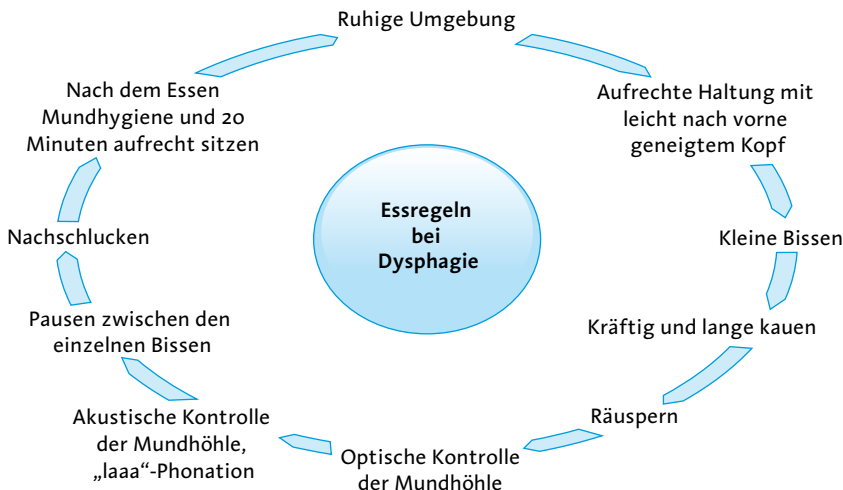 Ruhige Umgebung
Aufrechte Haltung mit
leicht nach vorne
geneigtem Kopf
Kleine Bissen
Kräftig und lange kauen
Räuspern
Optische Kontrolle
der Mundhöhle
Akustische Kontrolle
der Mundhöhle,
„laaa“-Phonation
Pausen zwischen den
einzelnen Bissen
Nachschlucken
Nach dem Essen
Mundhygiene und 20
Minuten aufrecht sitzen
Essregeln
bei
Dysphagie